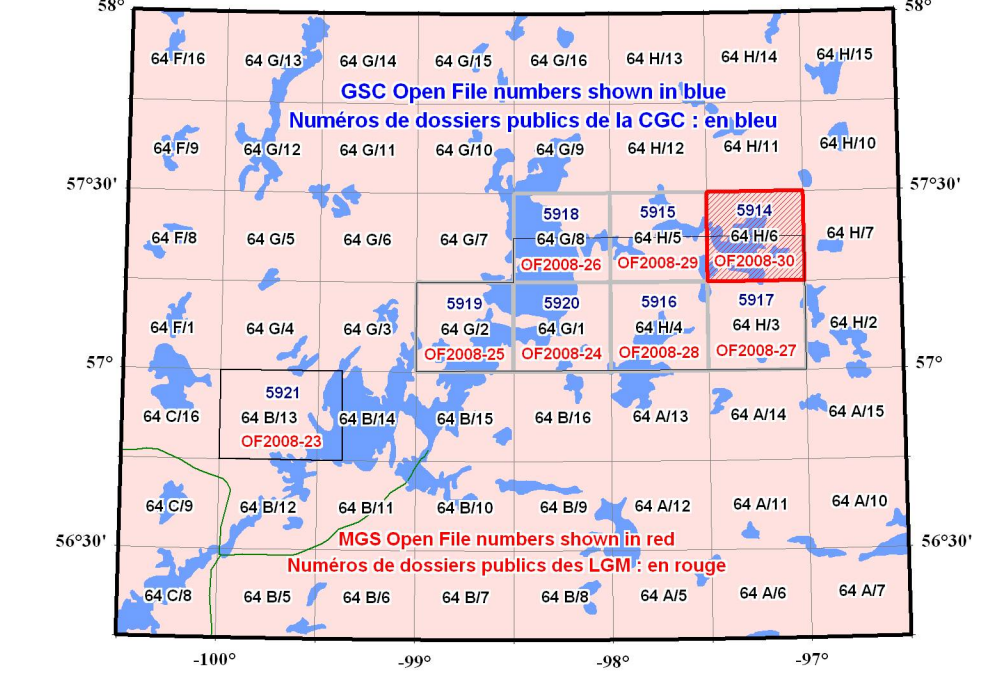 58° 58°
64 F/16 64 G/13 64 G/14 64 G/15 64 G/16 64 H/13 64 H/14 64 H/15
GSC Open File numbers shown in blue
Numéros de dossiers publics de la CGC : en bleu
64 F/9 64 G/12 64 G/11 64 G/10 64 G/9 64 H/12 64 H/11 64 H/10
57°30' 57°30'
5918 5915 5914
64 F/8 64 G/5 64 G/6 64 G/7 64 G/8 64 H/5 64 H/6 64 H/7
OF2008-26 OF2008-29 OF2008-30
5919 5920 5916 5917
64 F/1 64 G/4 64 G/3 64 G/2 64 G/1 64 H/4 64 H/3 64 H/2
OF2008-25 OF2008-24 OF2008-28 OF2008-27
57° 57°
5921
64 C/16 64 B/13 64 B/14 64 B/15 64 B/16 64 A/13 64 A/14 64 A/15
OF2008-23
64 C/9 64 B/12 64 B/11 64 B/10 64 B/9 64 A/12 64 A/11 64 A/10
56°30' 56°30'
MGS Open File numbers shown in red
Numéros de dossiers publics des LGM : en rouge
64 C/8 64 B/5 64 B/6 64 B/7 64 B/8 64 A/5 64 A/6 64 A/7
-100° -99° -98° -97°